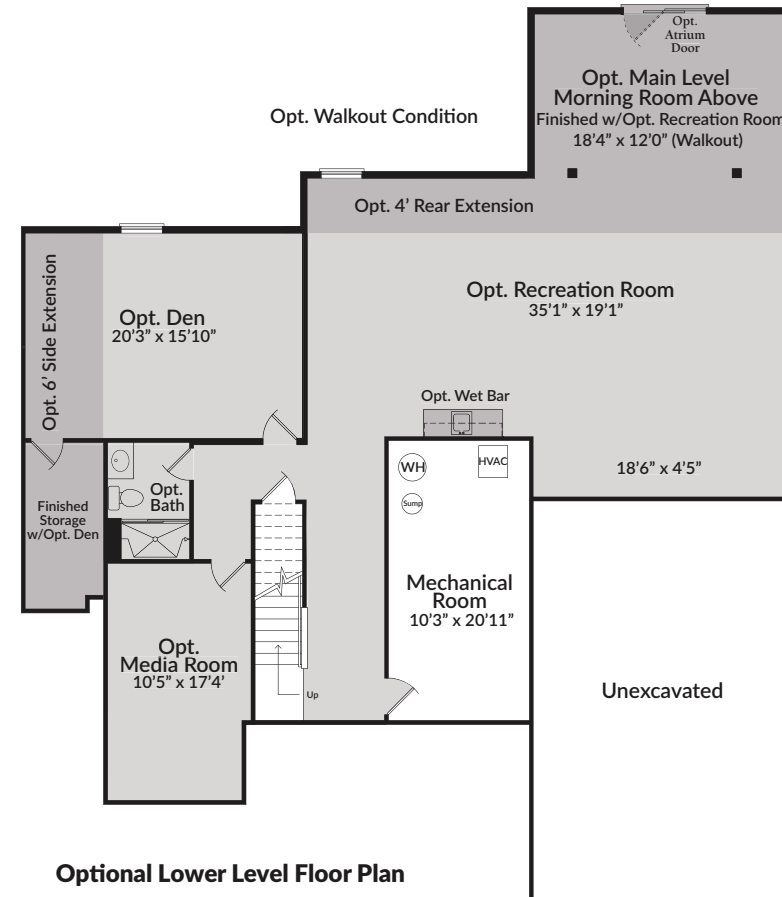 Opt.
Atrium
Door
Opt. Main Level
Morning Room Above
Finished w/Opt. Recreation Room
18'4" x 12'0" (Walkout)
Opt. Walkout Condition
Opt. 4' Rear Extension
Opt. 6' Side Extension
Opt. Den
20'3" x 15'10"
Opt. Recreation Room
35'1" x 19'1"
Opt. Wet Bar
WH
HVAC
Sump
18'6" x 4'5"
Opt.
Bath
Finished
Storage
w/Opt. Den
Mechanical
Room
10'3" x 20'11"
Opt.
Media Room
10'5" x 17'4'
Up
Unexcavated
Optional Lower Level Floor Plan